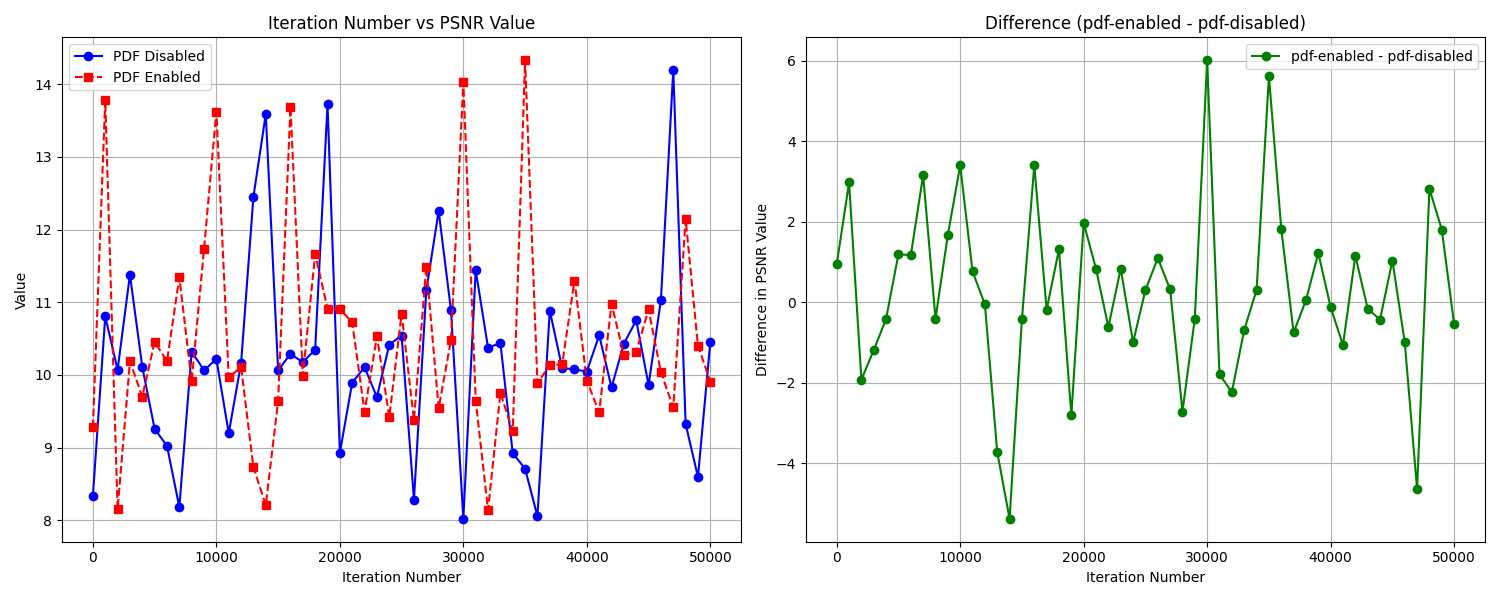 Iteration Number vs PSNR Value
PDF Disabled
PDF Enabled
Value
14
13
12
11
10
9
8
0
10000
20000
30000
40000
50000
Iteration Number
Difference (pdf-enabled - pdf-disabled)
pdf-enabled - pdf-disabled
Difference in PSNR Value
6
4
2
0
−2
−4
0
10000
20000
30000
40000
50000
Iteration Number